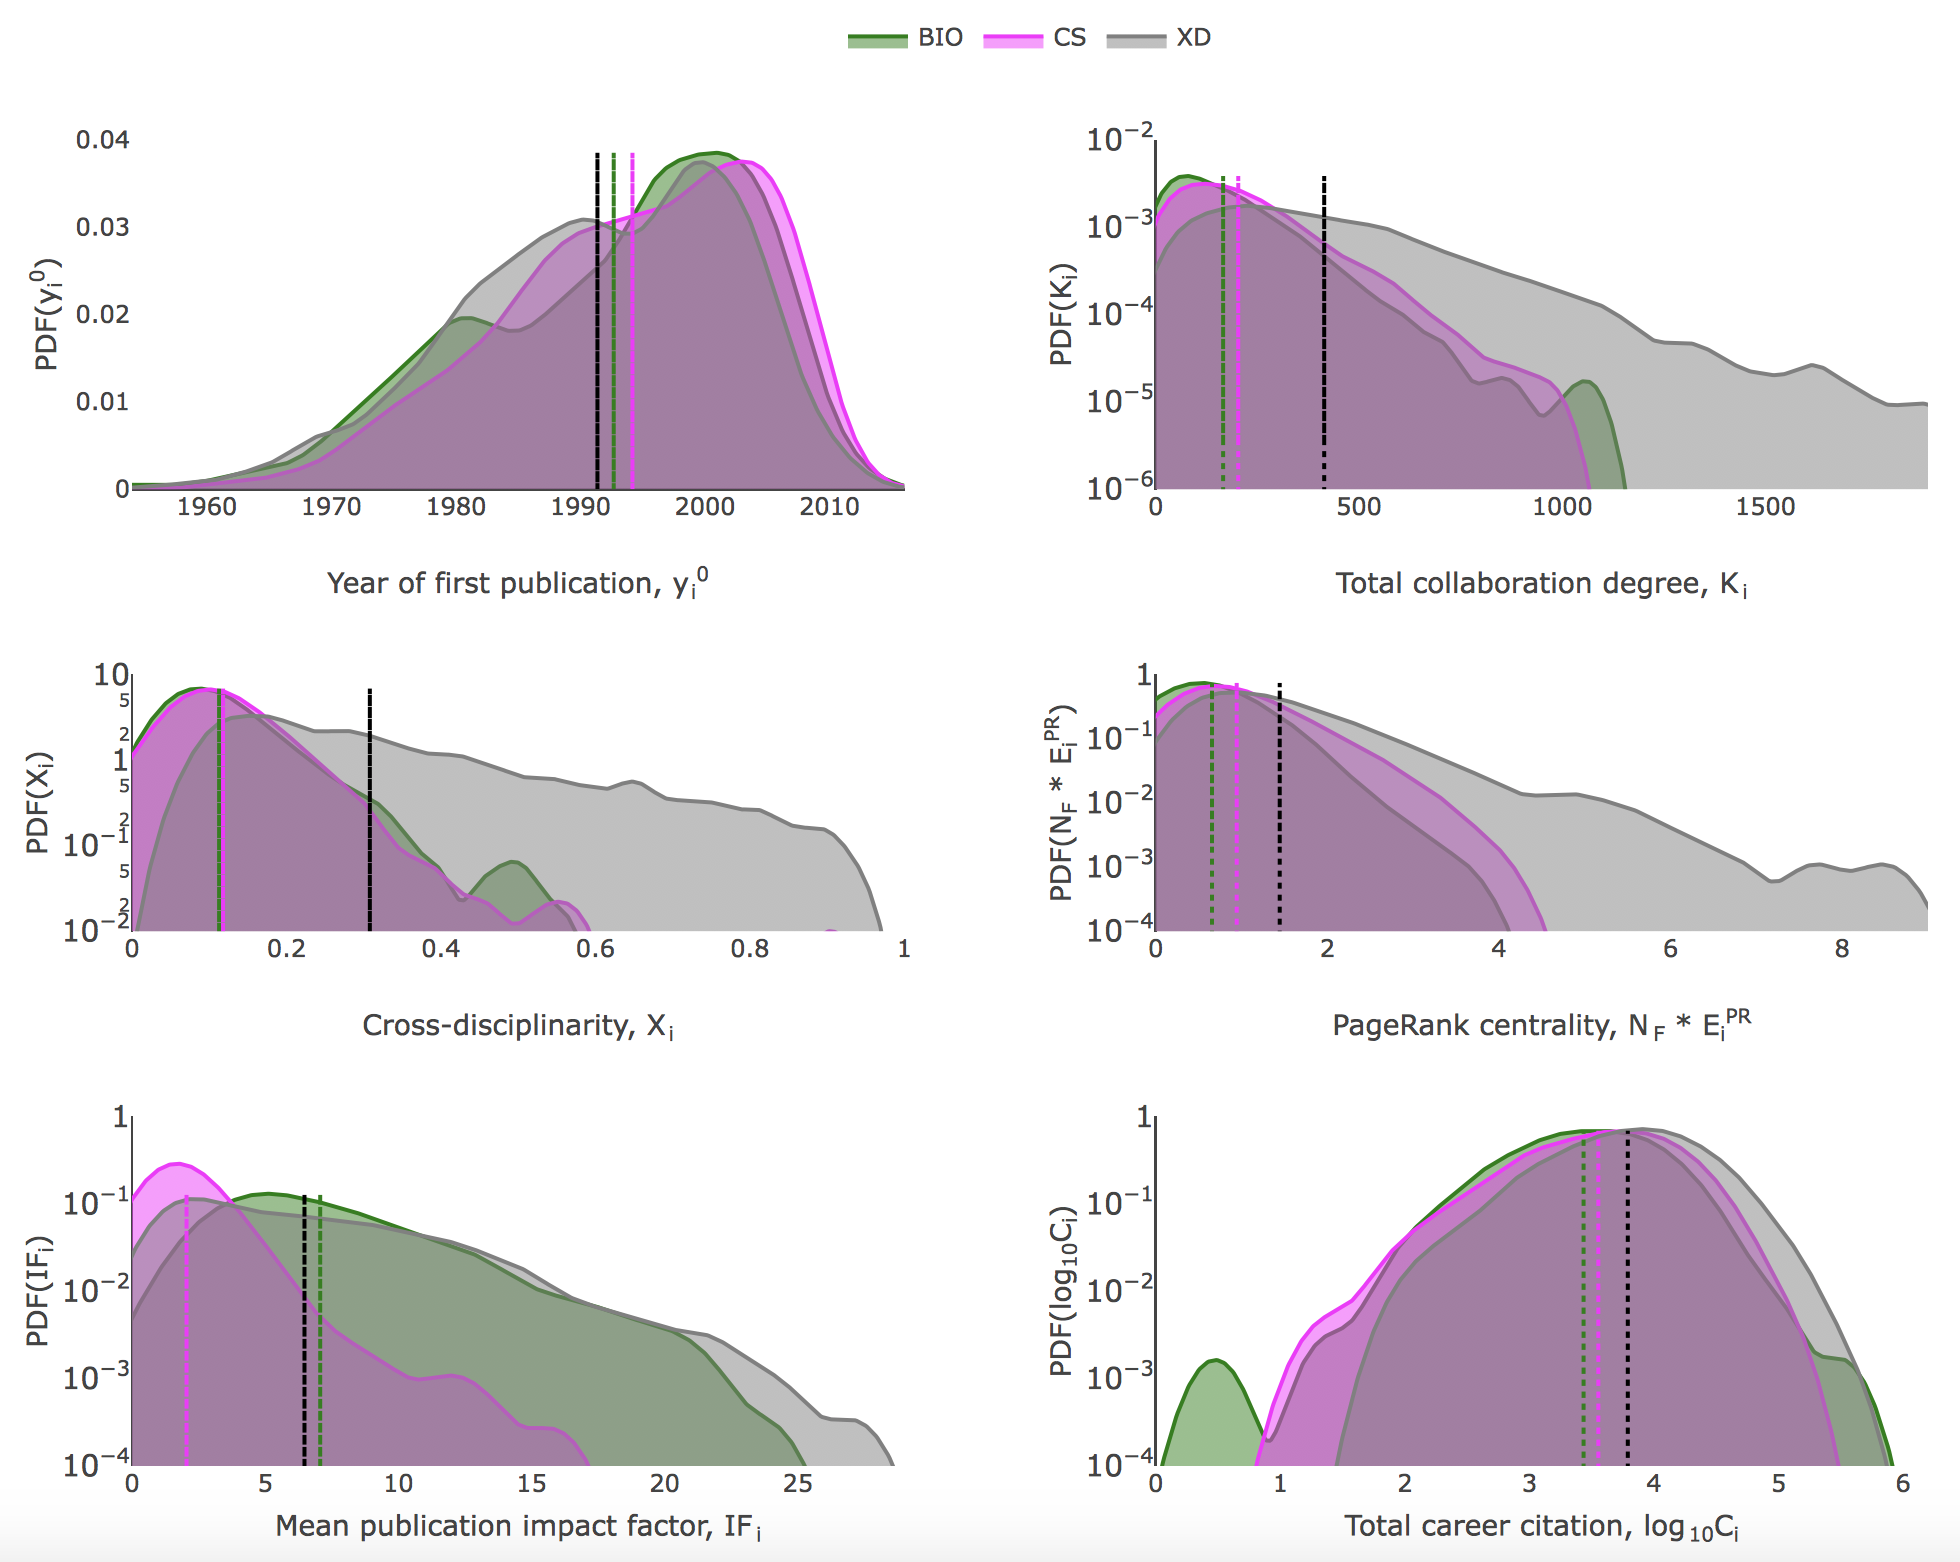 BIO CS XD
PDF(y_i^0)
0.04
0.03
0.02
0.01
0
1960 1970 1980 1990 2000 2010
Year of first publication, y_i^0
PDF(K_i)
10^−2
10^−3
10^−4
10^−5
10^−6
0 500 1000 1500
Total collaboration degree, K_i
PDF(X_i)
10
5
2
1
5
2
10^−1
5
2
10^−2
0 0.2 0.4 0.6 0.8 1
Cross-disciplinarity, X_i
PDF(N_F * E_i^PR)
1
10^−1
10^−2
10^−3
10^−4
0 2 4 6 8
PageRank centrality, N_F * E_i^PR
PDF(IF_i)
1
10^−1
10^−2
10^−3
10^−4
0 5 10 15 20 25
Mean publication impact factor, IF_i
PDF(log_10C_i)
1
10^−1
10^−2
10^−3
10^−4
0 1 2 3 4 5 6
Total career citation, log_10C_i